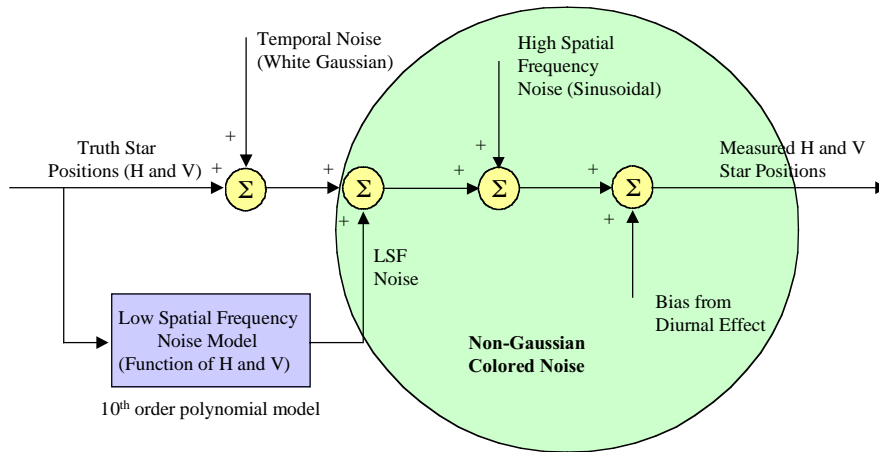 Temporal Noise
(White Gaussian)
High Spatial
Frequency
Noise (Sinusoidal)
Truth Star
Positions (H and V)
Measured H and V
Star Positions
+
+
+
+
+
+
+
+
Σ
Σ
Σ
Σ
LSF
Noise
Low Spatial Frequency
Noise Model
(Function of H and V)
10th order polynomial model
Bias from
Diurnal Effect
Non-Gaussian
Colored Noise